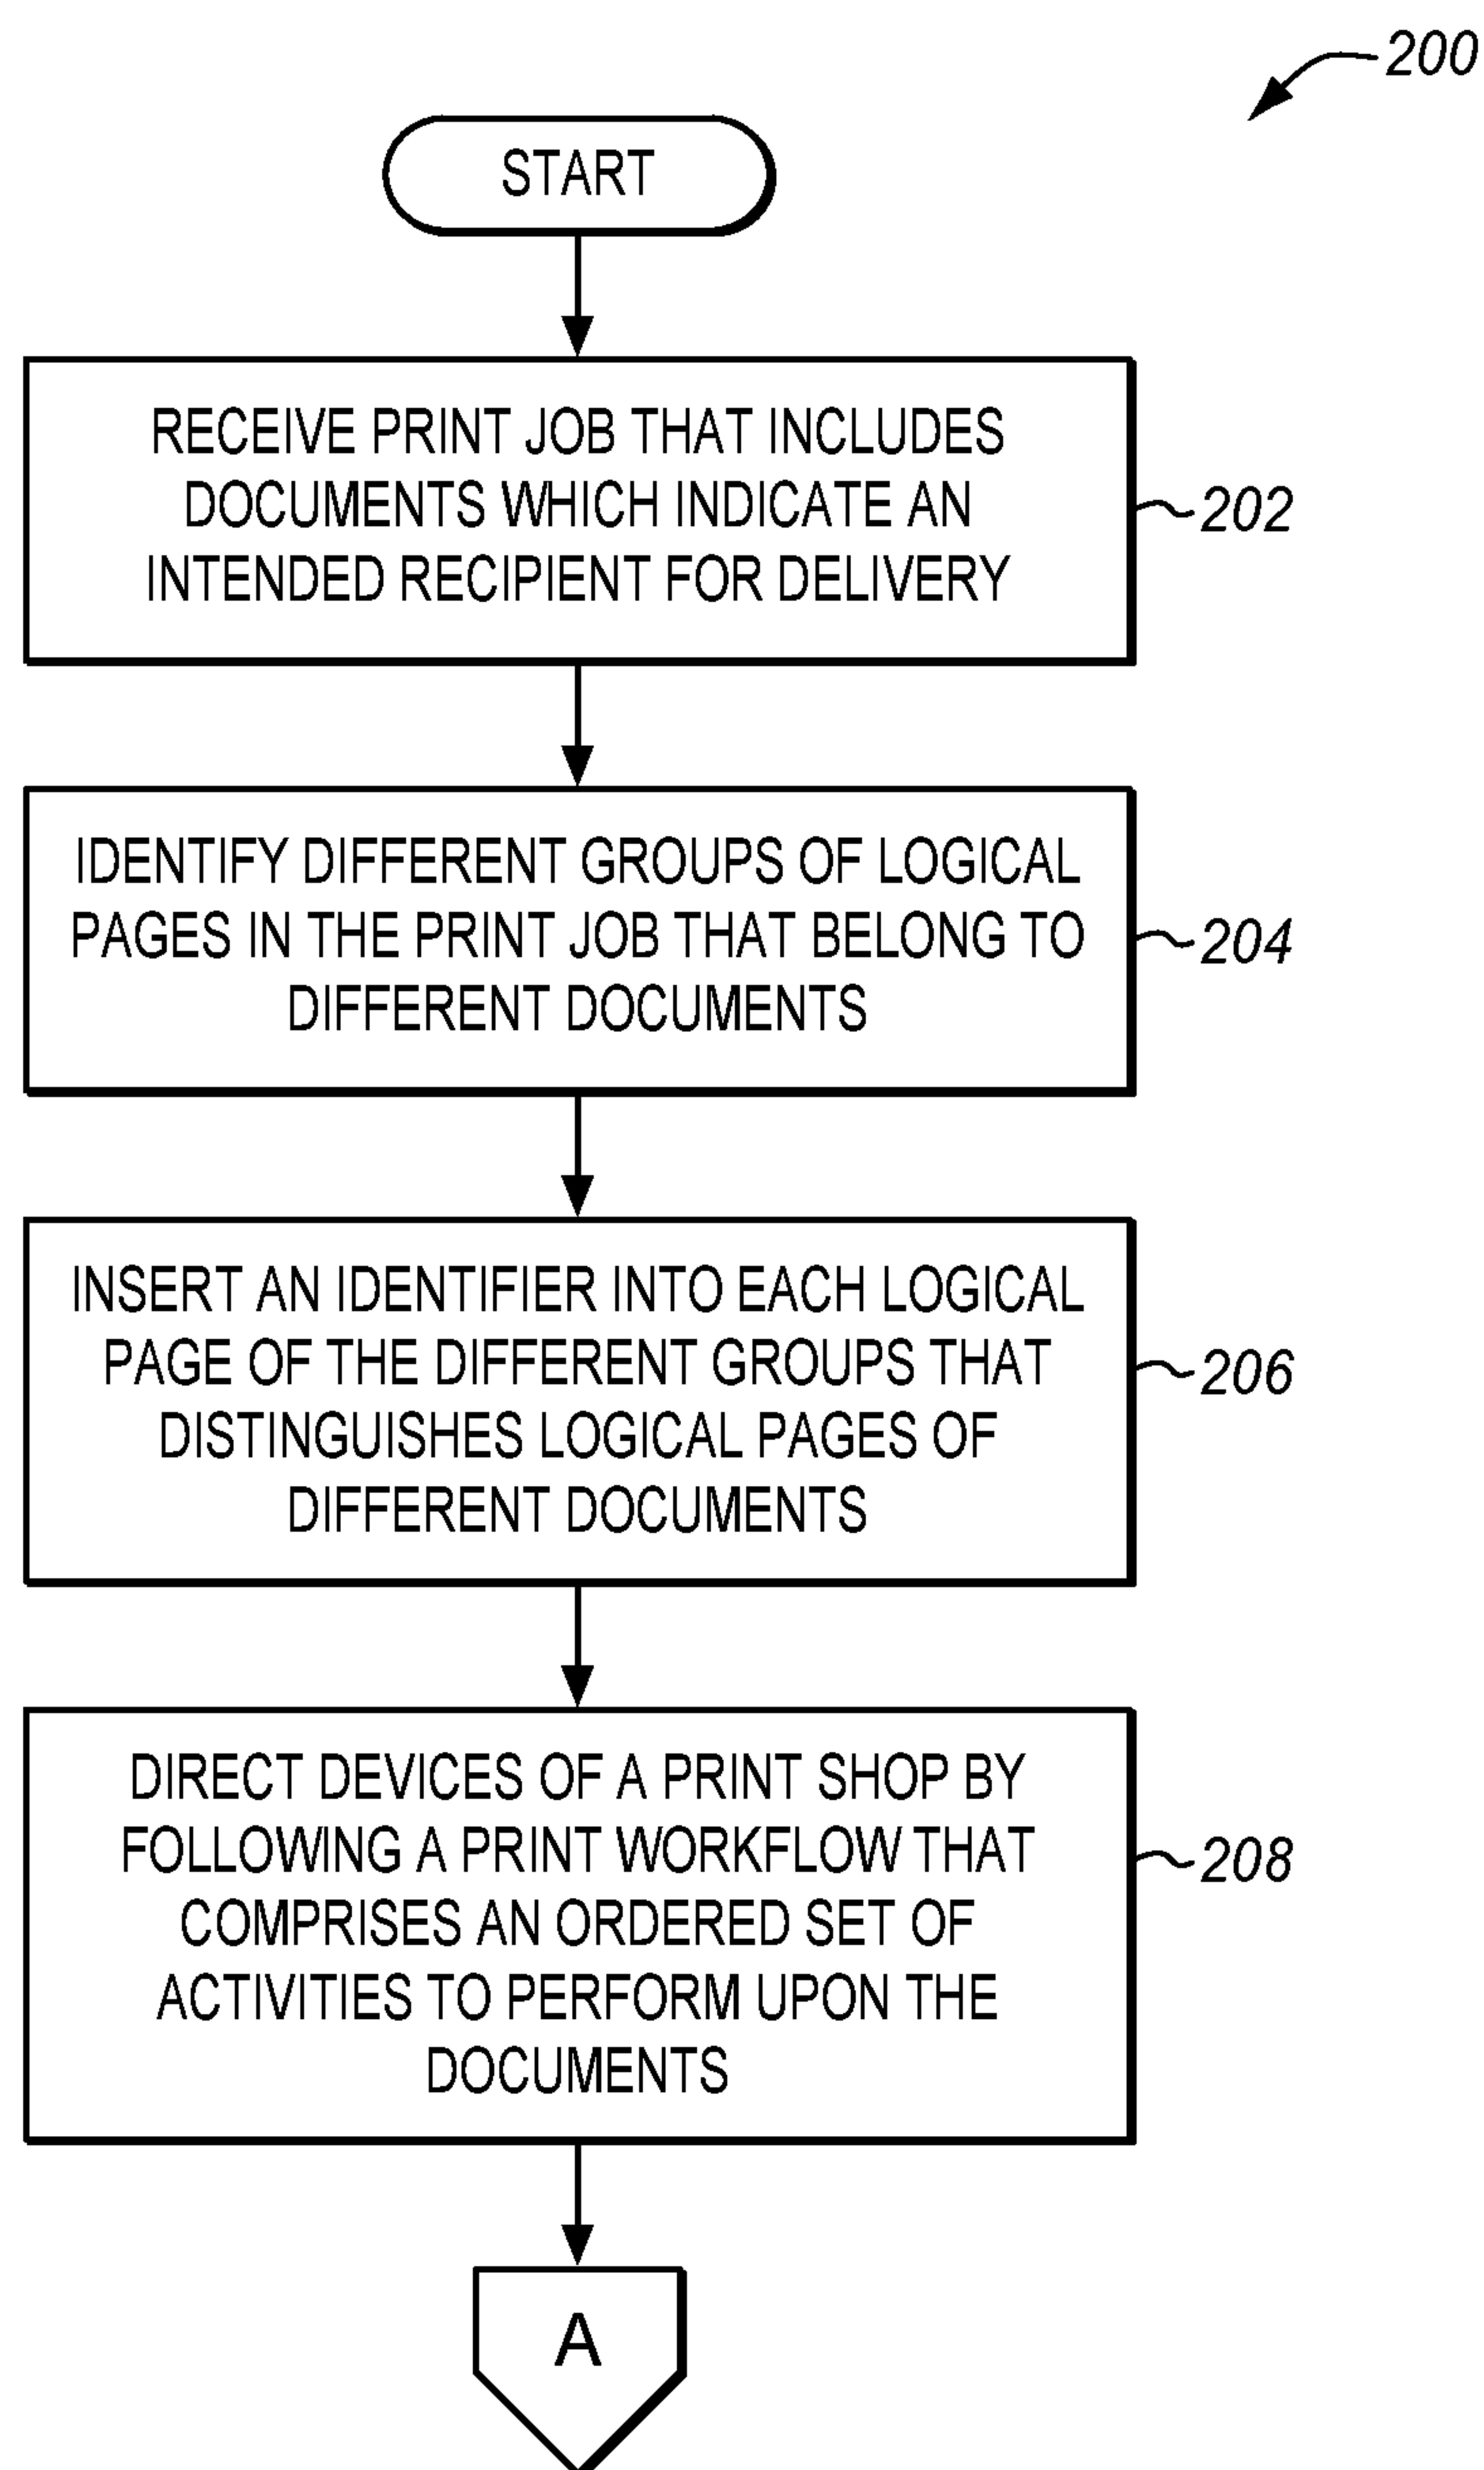 200
START
RECEIVE PRINT JOB THAT INCLUDES
DOCUMENTS WHICH INDICATE AN
INTENDED RECIPIENT FOR DELIVERY
202
IDENTIFY DIFFERENT GROUPS OF LOGICAL
PAGES IN THE PRINT JOB THAT BELONG TO
DIFFERENT DOCUMENTS
204
INSERT AN IDENTIFIER INTO EACH LOGICAL
PAGE OF THE DIFFERENT GROUPS THAT
DISTINGUISHES LOGICAL PAGES OF
DIFFERENT DOCUMENTS
206
DIRECT DEVICES OF A PRINT SHOP BY
FOLLOWING A PRINT WORKFLOW THAT
COMPRISES AN ORDERED SET OF
ACTIVITIES TO PERFORM UPON THE
DOCUMENTS
208
A